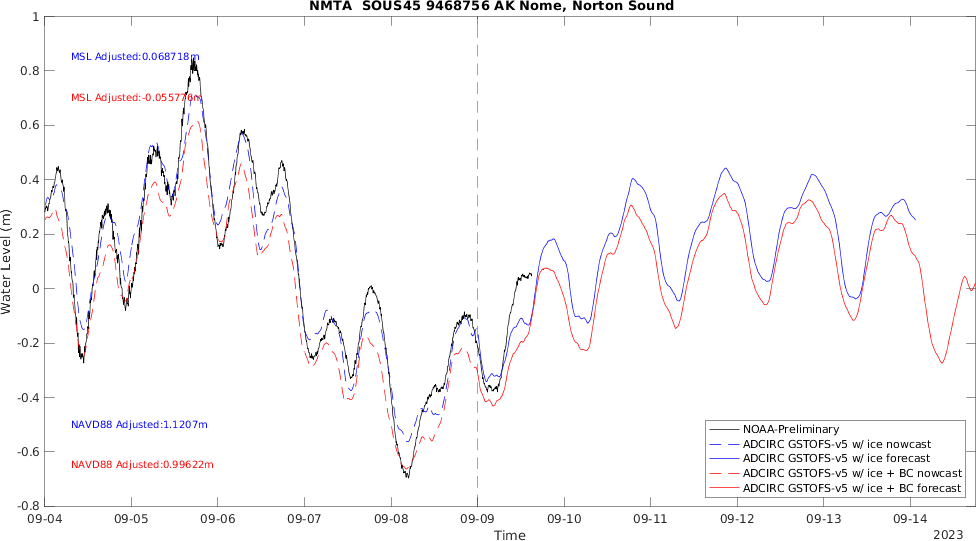 NMTA SOUS45 9468756 AK Nome, Norton Sound
1
0.8
0.6
0.4
0.2
0
-0.2
-0.4
-0.6
-0.8
Water Level (m)
MSL Adjusted:0.068718m
MSL Adjusted:-0.055776m
NAVD88 Adjusted:1.1207m
NAVD88 Adjusted:0.99622m
NOAA-Preliminary
ADCIRC GSTOFS-v5 w/ ice nowcast
ADCIRC GSTOFS-v5 w/ ice forecast
ADCIRC GSTOFS-v5 w/ ice + BC nowcast
ADCIRC GSTOFS-v5 w/ ice + BC forecast
09-04 09-05 09-06 09-07 09-08 09-09 09-10 09-11 09-12 09-13 09-14
Time
2023